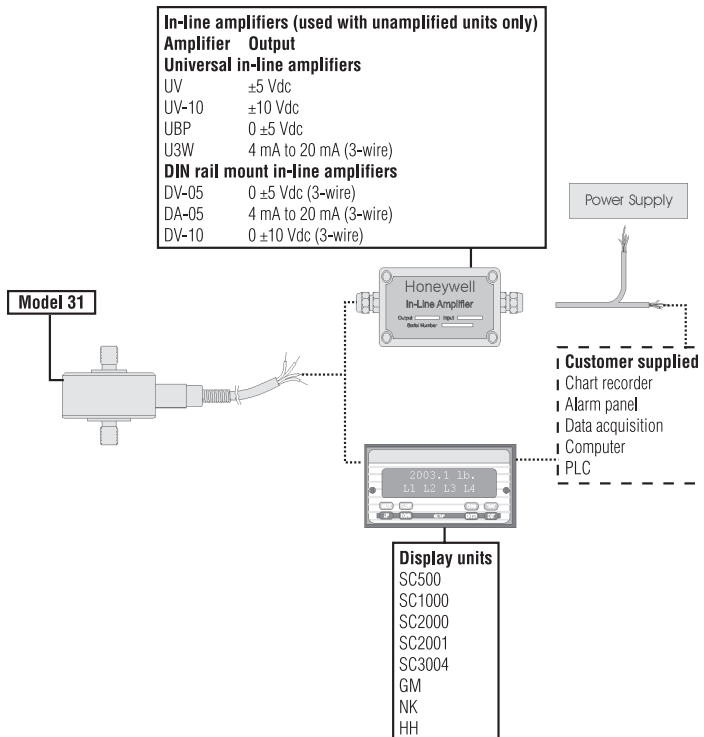 In-line amplifiers (used with unamplified units only)
Amplifier Output
Universal in-line amplifiers
UV ±5 Vdc
UV-10 ±10 Vdc
UBP 0 ±5 Vdc
U3W 4 mA to 20 mA (3-wire)
DIN rail mount in-line amplifiers
DV-05 0 ±5 Vdc (3-wire)
DA-05 4 mA to 20 mA (3-wire)
DV-10 0 ±10 Vdc (3-wire)
Power Supply
Honeywell
In-Line Amplifier
Output Input
Serial Number
Model 31
Customer supplied
Chart recorder
Alarm panel
Data acquisition
Computer
PLC
2003.1 lb.
L1 L2 L3 L4
UP DOWN SETUP ENTER EXIT
Display units
SC500
SC1000
SC2000
SC2001
SC3004
GM
NK
HH